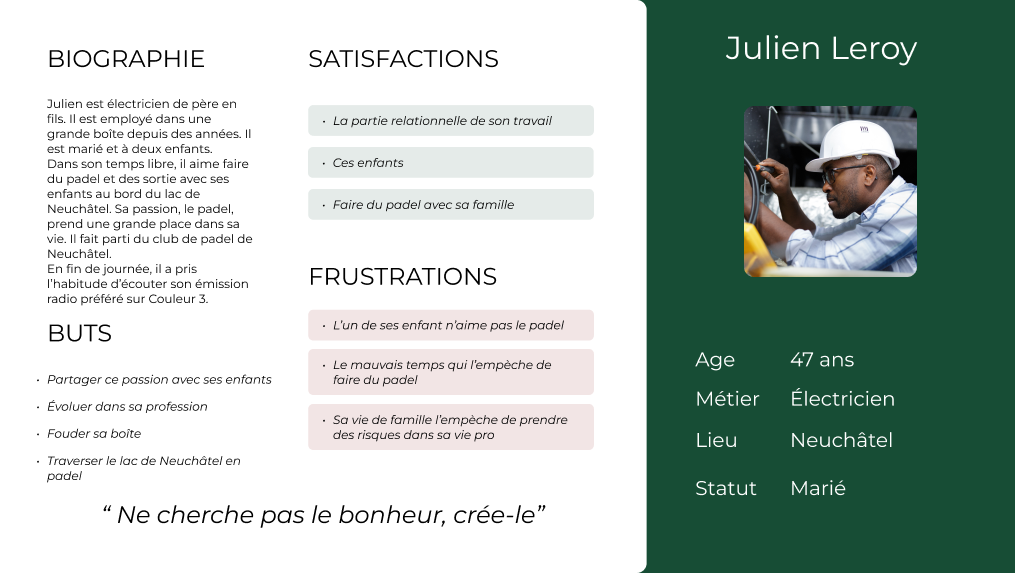 BIOGRAPHIE
Julien est électricien de père en
fils. Il est employé dans une
grande boîte depuis des années. Il
est marié et à deux enfants.
Dans son temps libre, il aime faire
du padel et des sortie avec ses
enfants au bord du lac de
Neuchâtel. Sa passion, le padel,
prend une grande place dans sa
vie. Il fait parti du club de padel de
Neuchâtel.
En fin de journée, il a pris
l’habitude d’écouter son émission
radio préféré sur Couleur 3.
BUTS
• Partager ce passion avec ses enfants
• Évoluer dans sa profession
• Fouder sa boîte
• Traverser le lac de Neuchâtel en
padel
SATISFACTIONS
• La partie relationnelle de son travail
• Ces enfants
• Faire du padel avec sa famille
FRUSTRATIONS
• L’un de ses enfant n’aime pas le padel
• Le mauvais temps qui l’empèche de
faire du padel
• Sa vie de famille l’empèche de prendre
des risques dans sa vie pro
“ Ne cherche pas le bonheur, crée-le”
Julien Leroy
Age 47 ans
Métier Électricien
Lieu Neuchâtel
Statut Marié